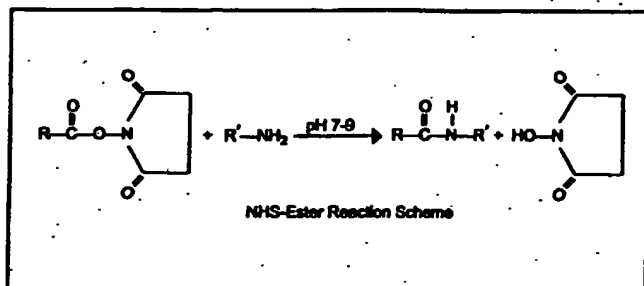 O O O H O
R-C-O-N + R'-NH₂ pH 7-9 R-C-N-R' + HO-N
O O
NHS-Ester Reaction Scheme